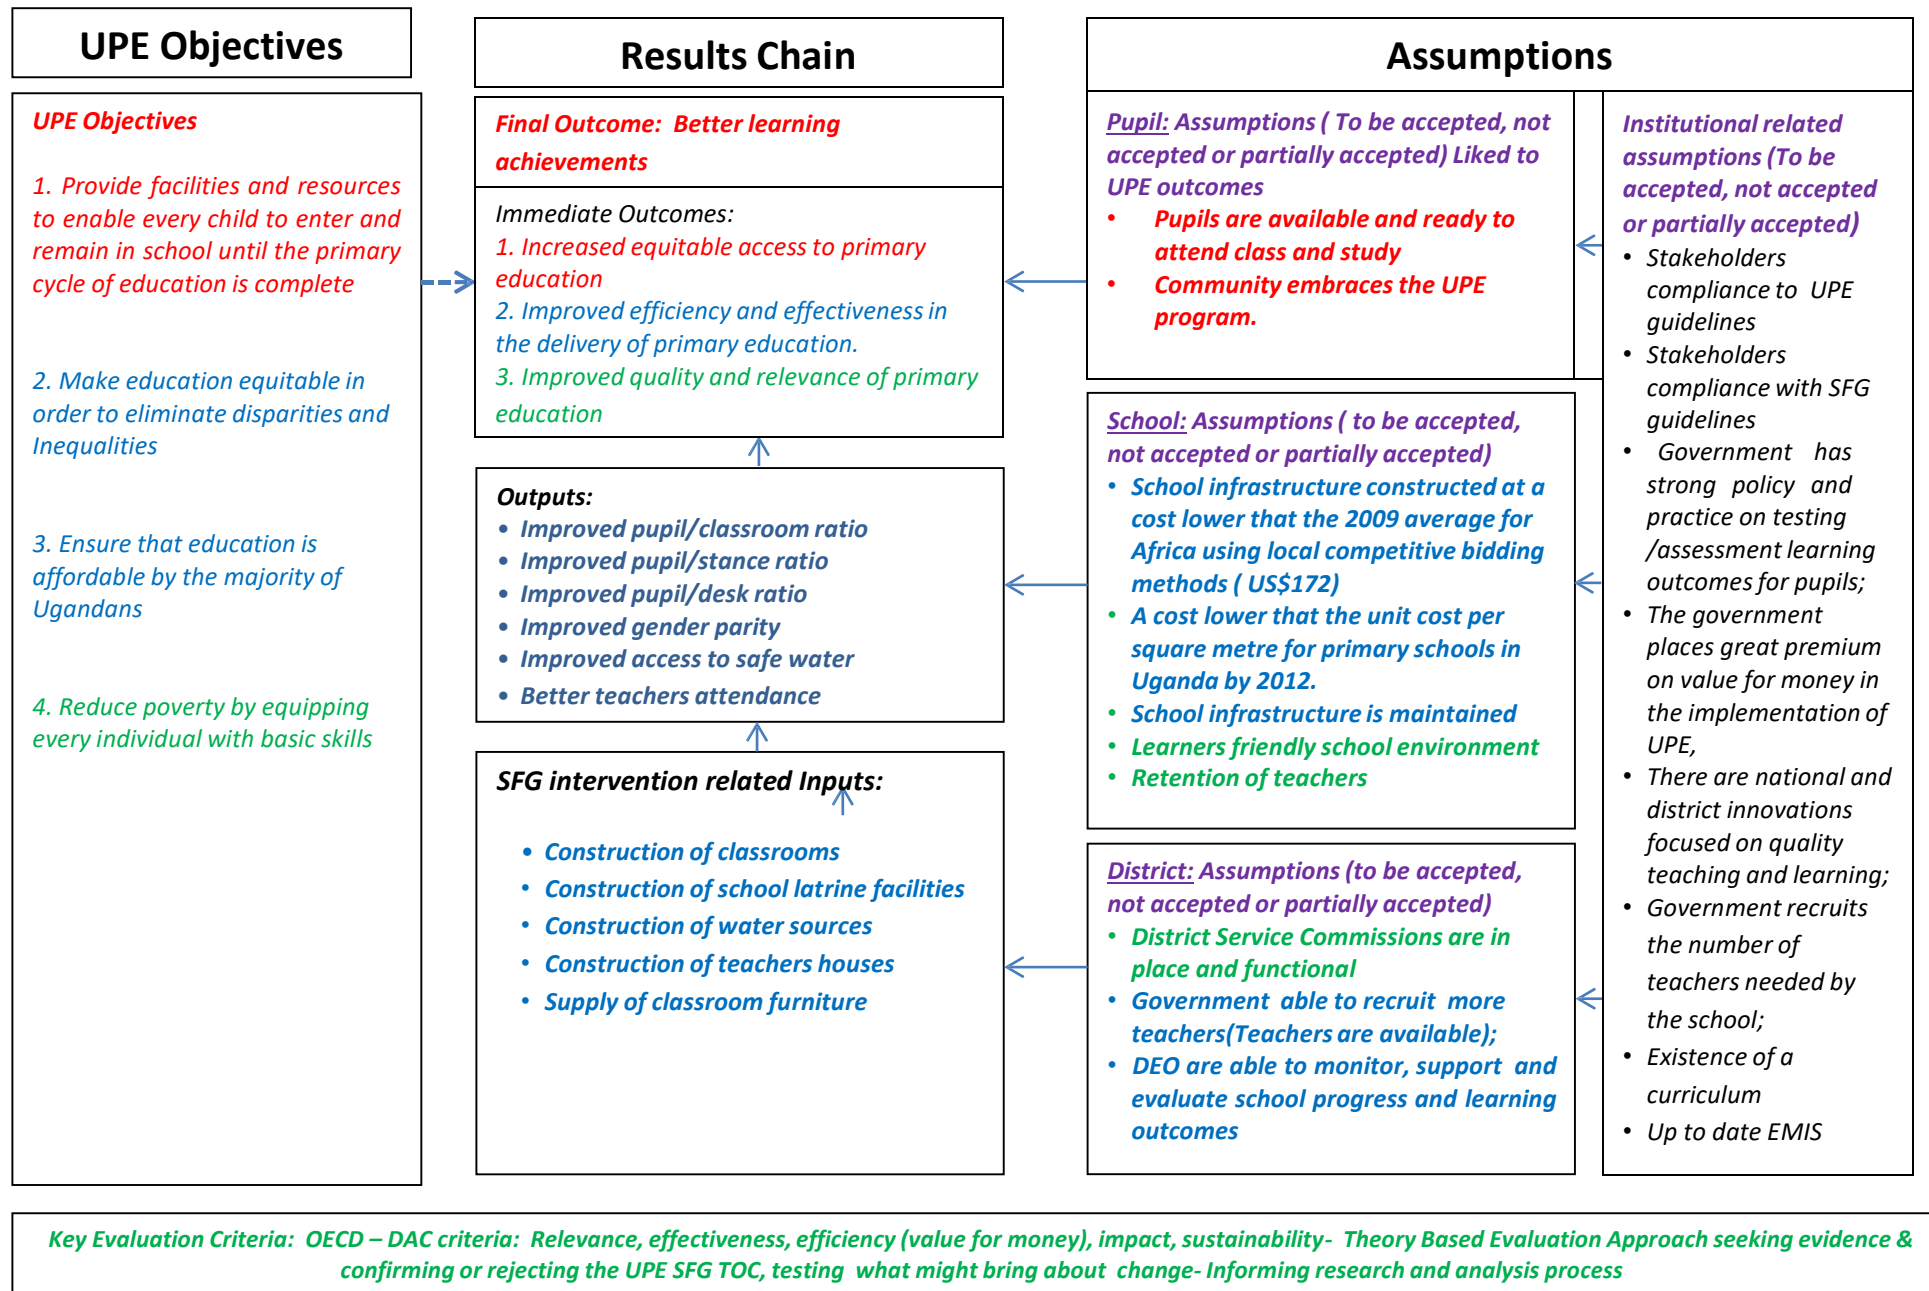 UPE Objectives
UPE Objectives
1. Provide facilities and resources
to enable every child to enter and
remain in school until the primary
cycle of education is complete
2. Make education equitable in
order to eliminate disparities and
Inequalities
3. Ensure that education is
affordable by the majority of
Ugandans
4. Reduce poverty by equipping
every individual with basic skills
Results Chain
Final Outcome: Better learning
achievements
Immediate Outcomes:
1. Increased equitable access to primary
education
2. Improved efficiency and effectiveness in
the delivery of primary education.
3. Improved quality and relevance of primary
education
Outputs:
• Improved pupil/classroom ratio
• Improved pupil/stance ratio
• Improved pupil/desk ratio
• Improved gender parity
• Improved access to safe water
• Better teachers attendance
SFG intervention related Inputs:
• Construction of classrooms
• Construction of school latrine facilities
• Construction of water sources
• Construction of teachers houses
• Supply of classroom furniture
Assumptions
Pupil: Assumptions ( To be accepted, not
accepted or partially accepted) Liked to
UPE outcomes
• Pupils are available and ready to
attend class and study
• Community embraces the UPE
program.
School: Assumptions ( to be accepted,
not accepted or partially accepted)
• School infrastructure constructed at a
cost lower that the 2009 average for
Africa using local competitive bidding
methods ( US$172)
• A cost lower that the unit cost per
square metre for primary schools in
Uganda by 2012.
• School infrastructure is maintained
• Learners friendly school environment
• Retention of teachers
District: Assumptions (to be accepted,
not accepted or partially accepted)
• District Service Commissions are in
place and functional
• Government able to recruit more
teachers(Teachers are available);
• DEO are able to monitor, support and
evaluate school progress and learning
outcomes
Institutional related
assumptions (To be
accepted, not accepted
or partially accepted)
• Stakeholders
compliance to UPE
guidelines
• Stakeholders
compliance with SFG
guidelines
• Government has
strong policy and
practice on testing
/assessment learning
outcomes for pupils;
• The government
places great premium
on value for money in
the implementation of
UPE,
• There are national and
district innovations
focused on quality
teaching and learning;
• Government recruits
the number of
teachers needed by
the school;
• Existence of a
curriculum
• Up to date EMIS
Key Evaluation Criteria: OECD – DAC criteria: Relevance, effectiveness, efficiency (value for money), impact, sustainability- Theory Based Evaluation Approach seeking evidence &
confirming or rejecting the UPE SFG TOC, testing what might bring about change- Informing research and analysis process